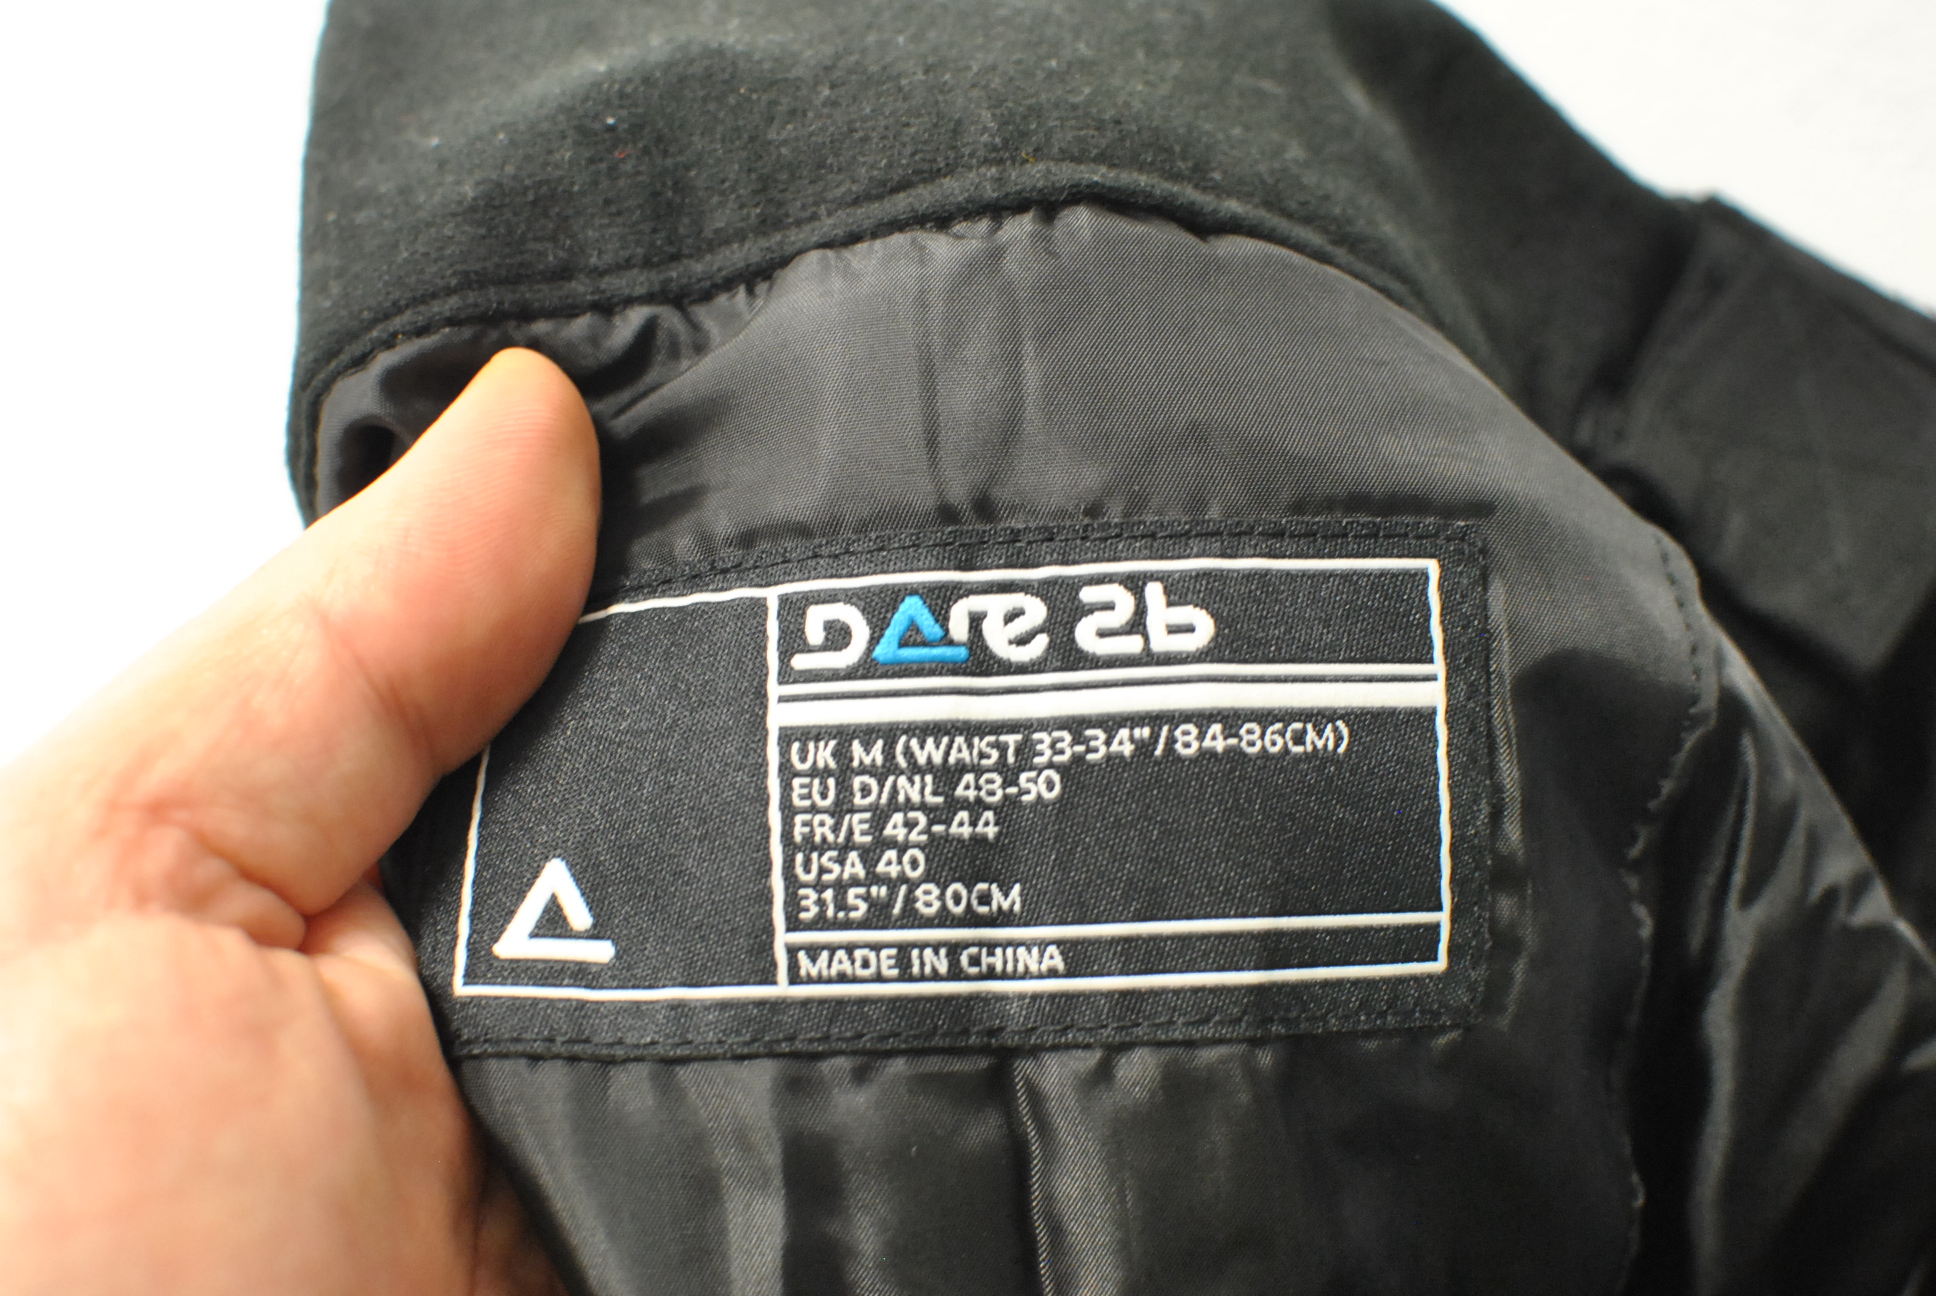 DARE 2b
UK M (WAIST 33-34"/84-86CM)
EU D/NL 48-50
FR/E 42-44
USA 40
31.5"/80CM
MADE IN CHINA